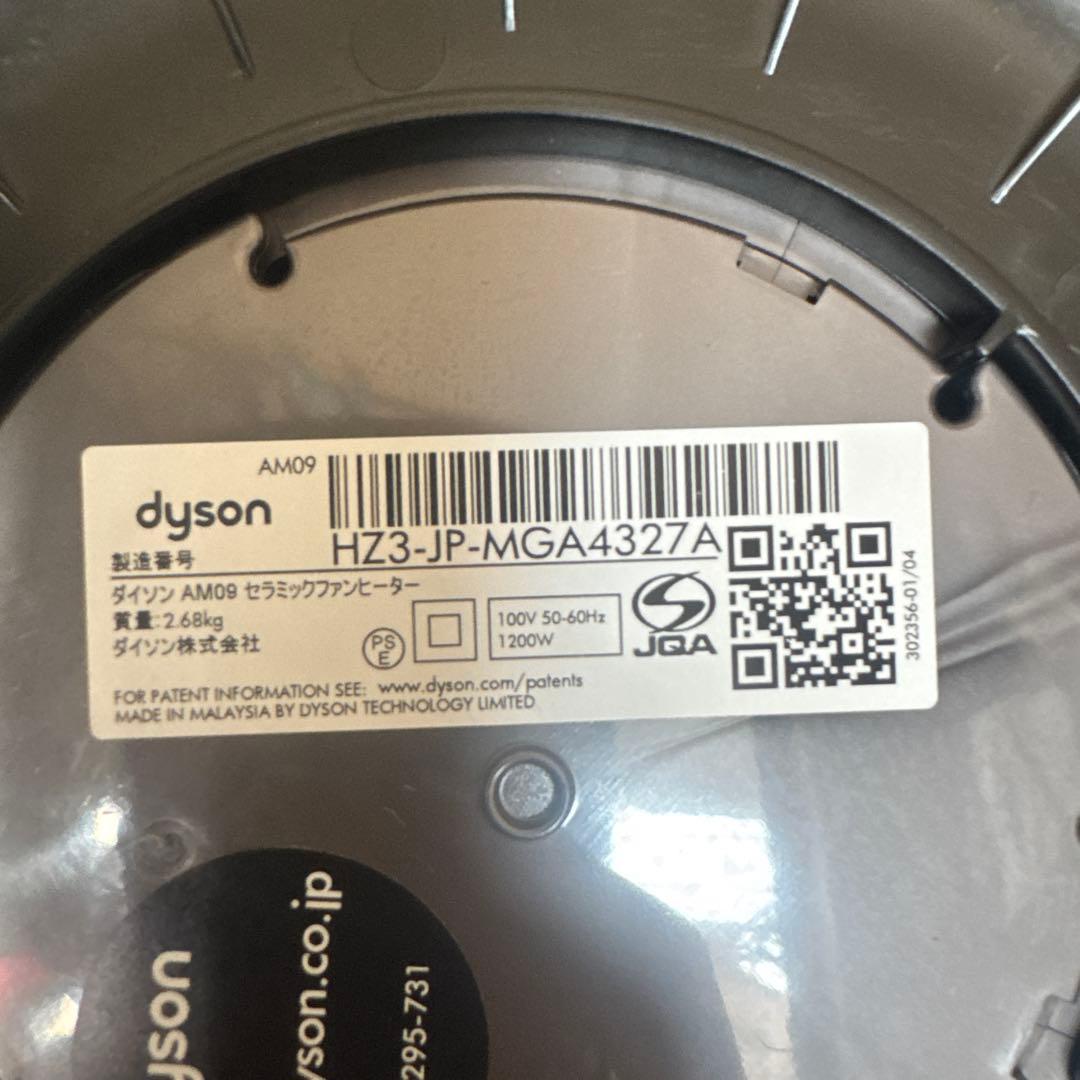 AM09
dyson
製造番号
HZ3-JP-MGA4327A
ダイソン AM09 セラミックファンヒーター
質量:2.68kg
ダイソン株式会社
PS
E
100V 50-60Hz
1200W
JQA
302356-01/04
FOR PATENT INFORMATION SEE: www.dyson.com/patents
MADE IN MALAYSIA BY DYSON TECHNOLOGY LIMITED
dyson
yson.co.jp
295-731